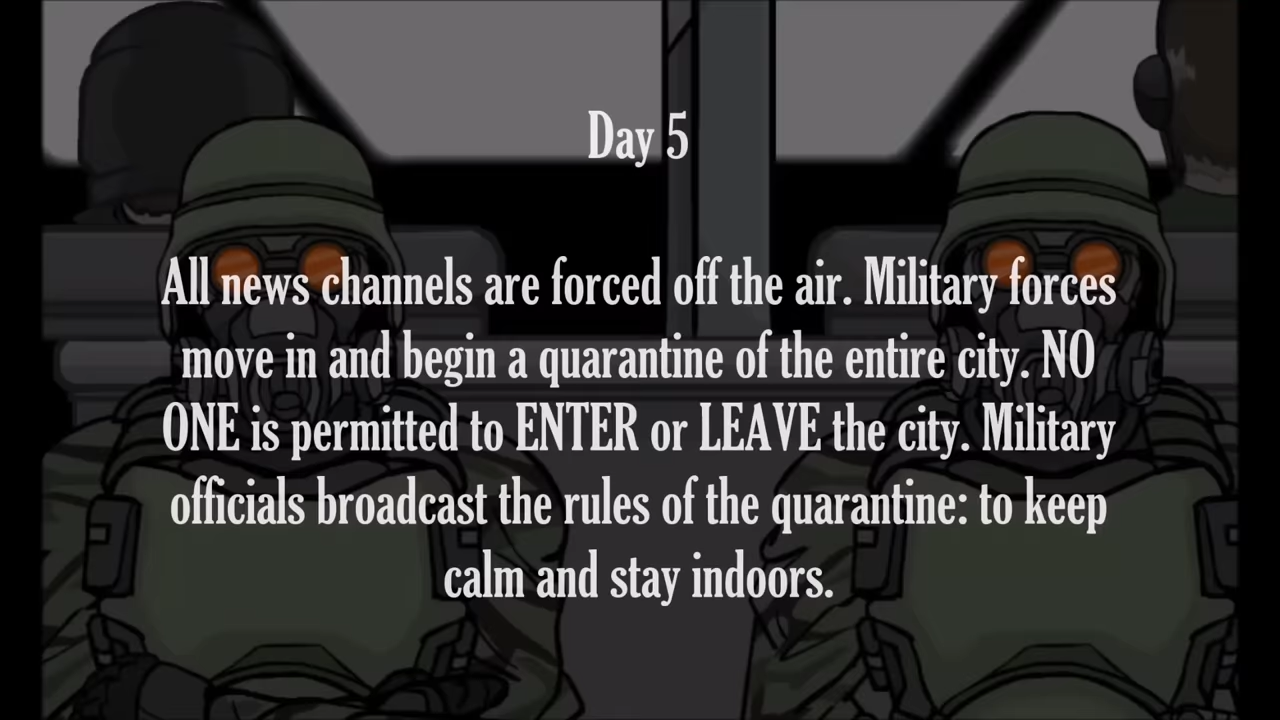 Day 5
All news channels are forced off the air. Military forces
move in and begin a quarantine of the entire city. NO
ONE is permitted to ENTER or LEAVE the city. Military
officials broadcast the rules of the quarantine: to keep
calm and stay indoors.